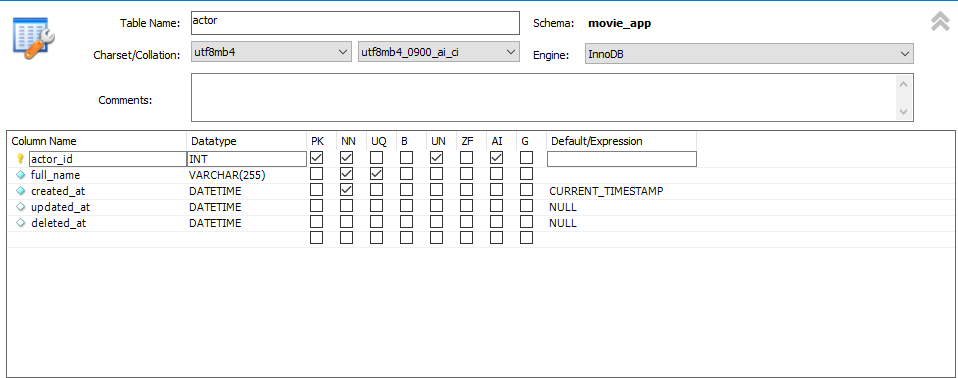 Table Name: actor Schema: movie_app
Charset/Collation: utf8mb4 utf8mb4_0900_ai_ci Engine: InnoDB
Comments:
Column Name Datatype PK NN UQ B UN ZF AI G Default/Expression
actor_id INT
full_name VARCHAR(255)
created_at DATETIME CURRENT_TIMESTAMP
updated_at DATETIME NULL
deleted_at DATETIME NULL